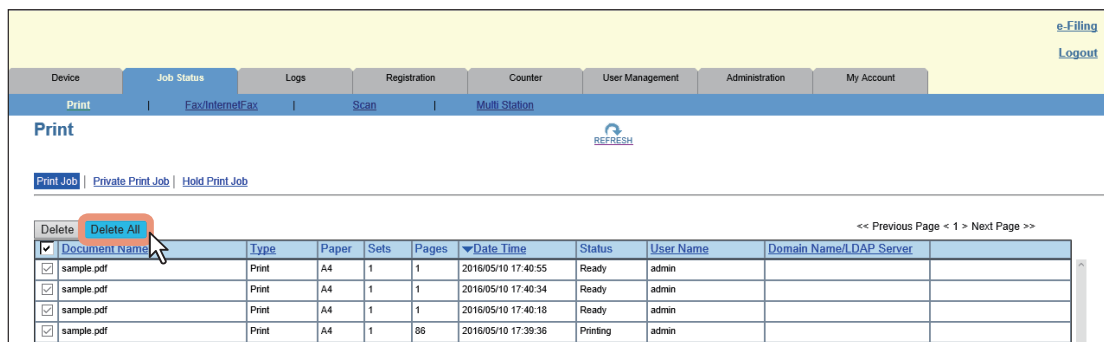 e-Filing
Logout
Device Job Status Logs Registration Counter User Management Administration My Account
Print | Fax/InternetFax | Scan | Multi Station
Print
REFRESH
Print Job | Private Print Job | Hold Print Job
Delete Delete All << Previous Page < 1 > Next Page >>
Document Name Type Paper Sets Pages Date Time Status User Name Domain Name/LDAP Server
sample.pdf Print A4 1 1 2016/05/10 17:40:55 Ready admin
sample.pdf Print A4 1 1 2016/05/10 17:40:34 Ready admin
sample.pdf Print A4 1 1 2016/05/10 17:40:18 Ready admin
sample.pdf Print A4 1 86 2016/05/10 17:39:36 Printing admin